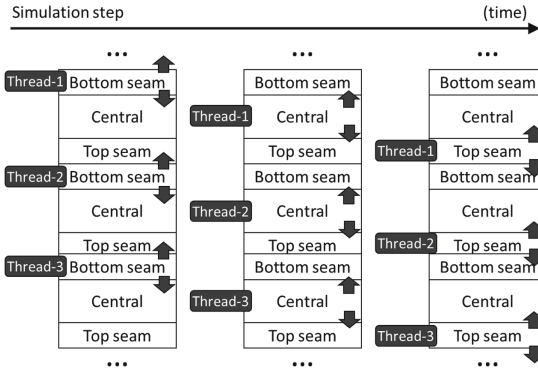 Simulation step
(time)
...
Thread-1
Bottom seam
Central
Top seam
Thread-2
Bottom seam
Central
Top seam
Thread-3
Bottom seam
Central
Top seam
...
...
Bottom seam
Thread-1
Central
Top seam
Bottom seam
Thread-2
Central
Top seam
Bottom seam
Thread-3
Central
Top seam
...
...
Bottom seam
Central
Thread-1
Top seam
Bottom seam
Central
Thread-2
Top seam
Bottom seam
Central
Thread-3
Top seam
...